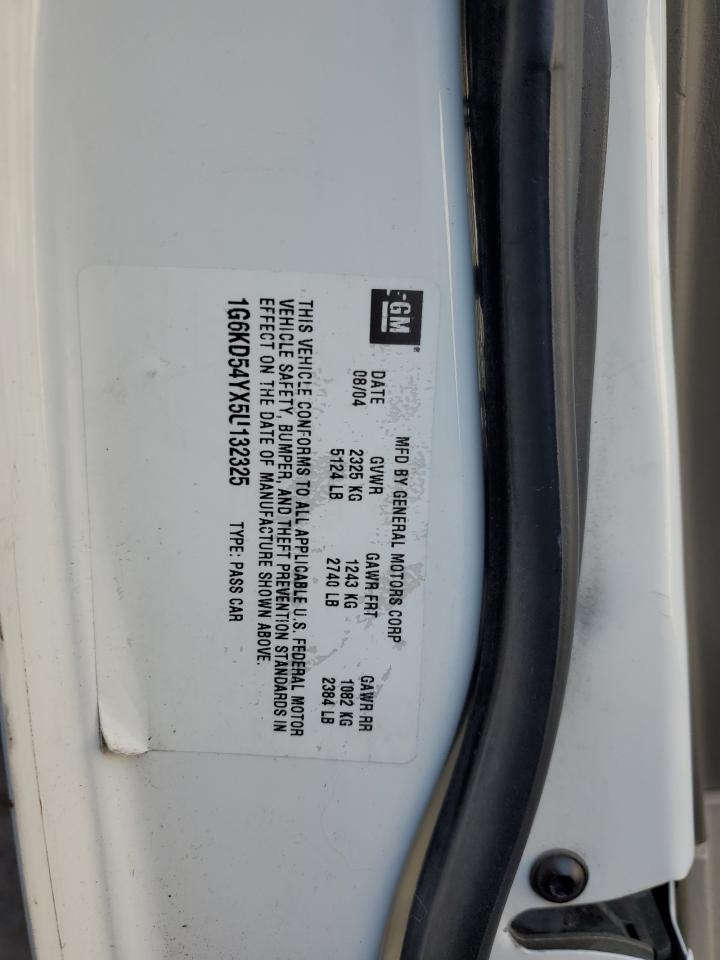 GM
MFD BY GENERAL MOTORS CORP
DATE GVWR GAWR FRT GAWR RR
08/04 2325 KG 1243 KG 1082 KG
5124 LB 2740 LB 2384 LB
THIS VEHICLE CONFORMS TO ALL APPLICABLE U.S. FEDERAL MOTOR
VEHICLE SAFETY, BUMPER, AND THEFT PREVENTION STANDARDS IN
EFFECT ON THE DATE OF MANUFACTURE SHOWN ABOVE.
1G6KD54YX5U132325 TYPE: PASS CAR